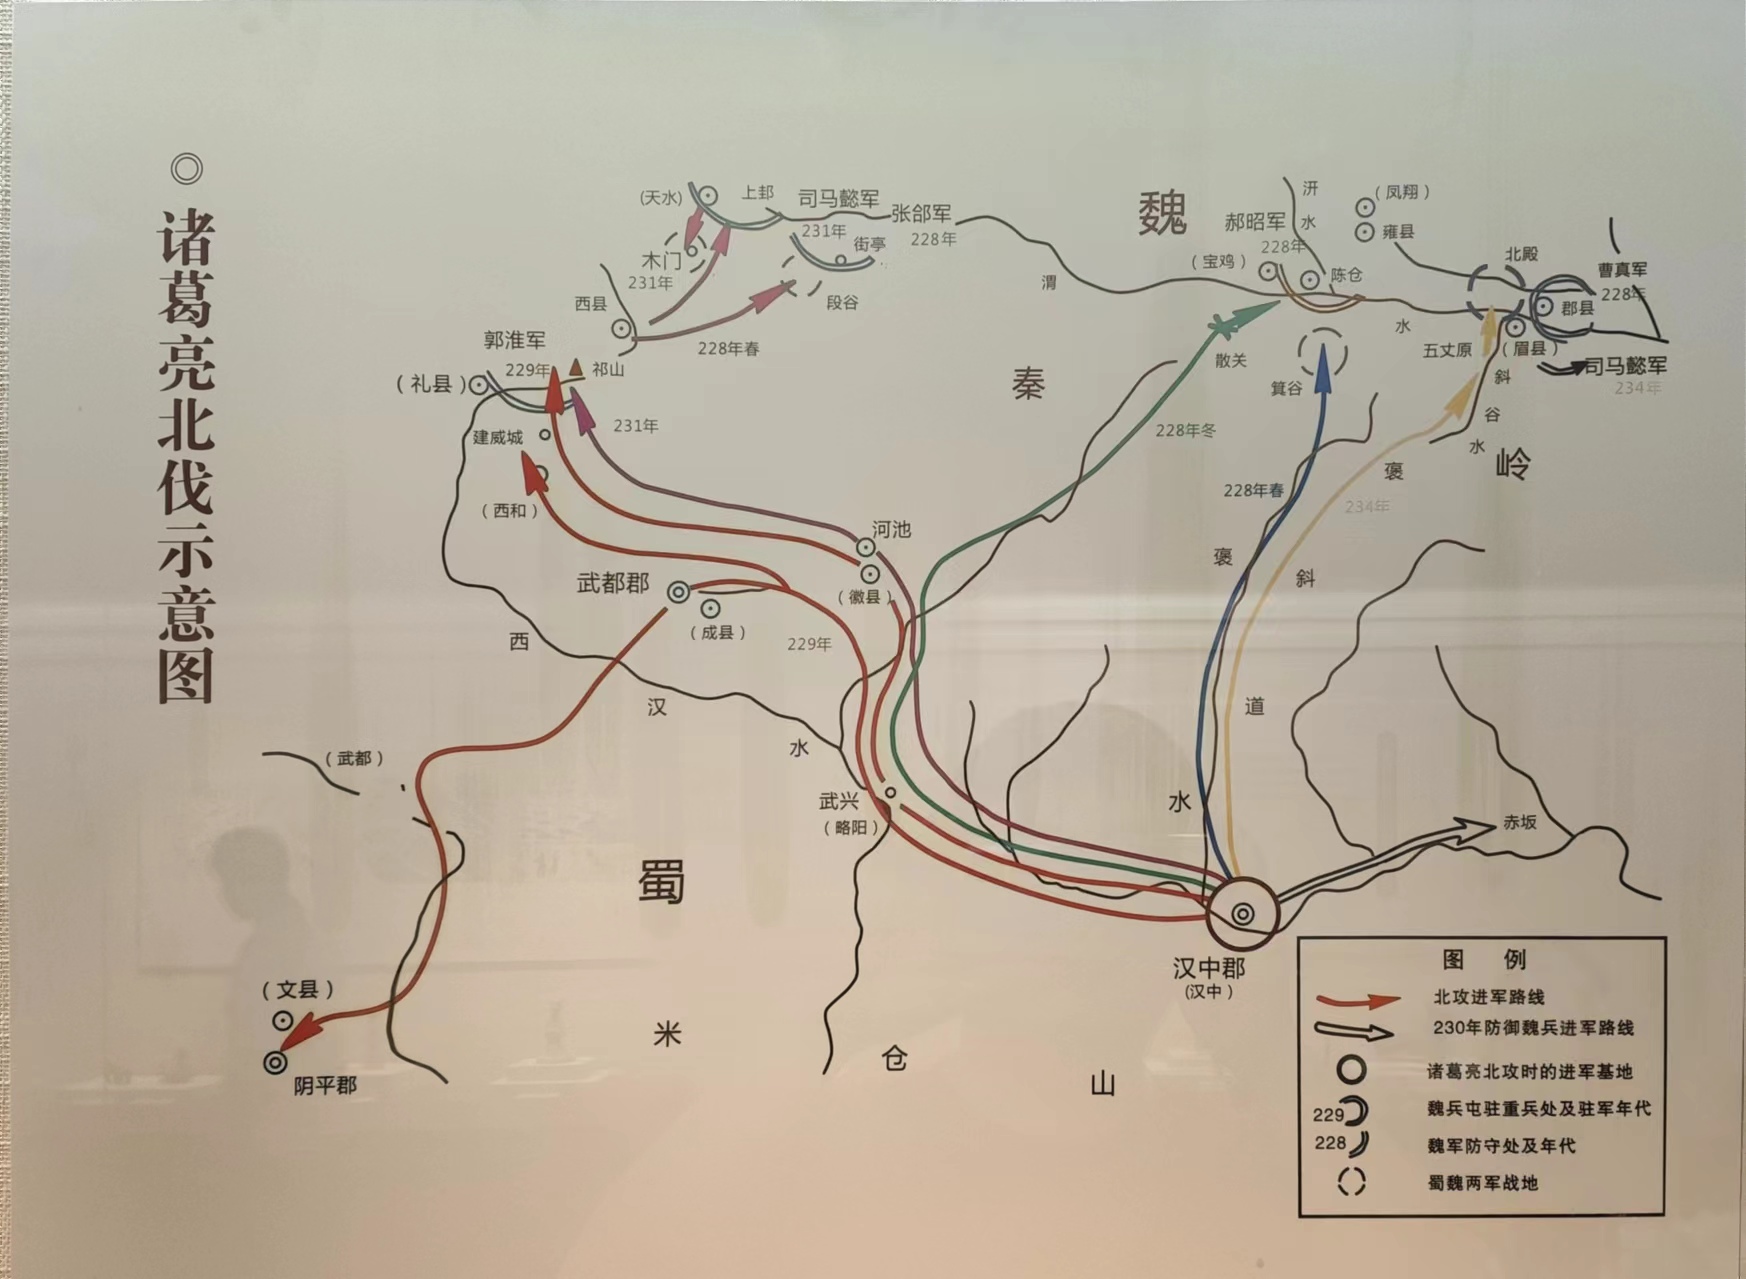 ◎诸葛亮北伐示意图
(天水)
上邽
司马懿军
231年
张郃军
228年
街亭
木门
231年
段谷
西县
228年春
郭淮军
229年
祁山
(礼县)
231年
建威城
(西和)
河池
(徽县)
武都郡
(成县)
229年
西
汉
水
(武都)
武兴
(略阳)
蜀
(文县)
阴平郡
米
仓
山
魏
渭
水
秦
岭
汧
水
(凤翔)
雍县
郝昭军
228年
(宝鸡)
陈仓
散关
228年冬
箕谷
228年春
北殿
曹真军
228年
郡县
(眉县)
五丈原
司马懿军
234年
斜
谷
水
褒
234年
褒
斜
道
水
赤坂
汉中郡
(汉中)
图 例
北攻进军路线
230年防御魏兵进军路线
诸葛亮北攻时的进军基地
229 魏兵屯驻重兵处及驻军年代
228 魏军防守处及年代
蜀魏两军战地